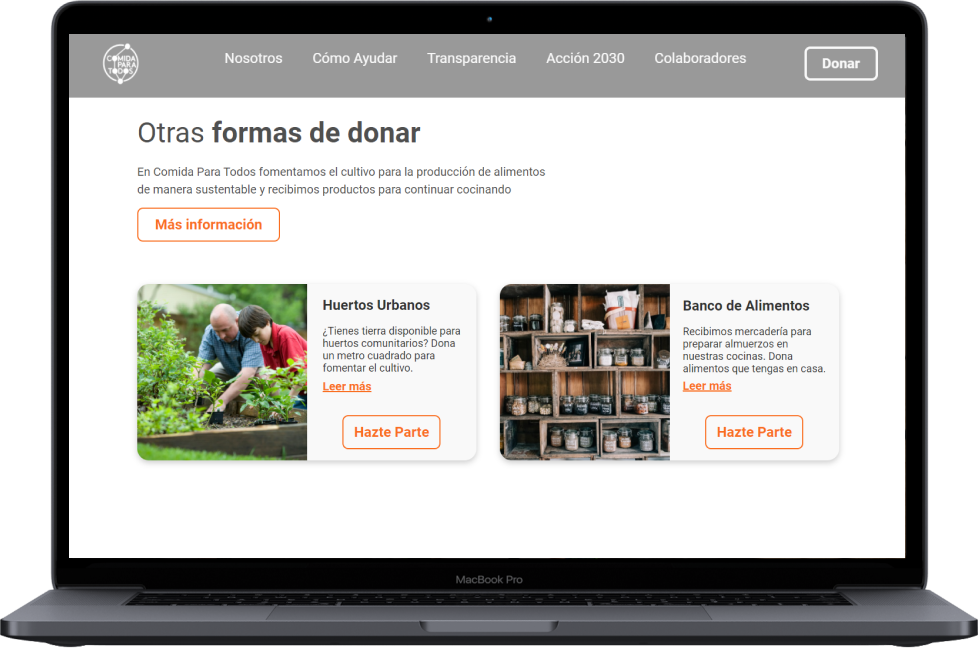 COMIDA
PARA
TODOS
Nosotros
Cómo Ayudar
Transparencia
Acción 2030
Colaboradores
Donar
Otras formas de donar
En Comida Para Todos fomentamos el cultivo para la producción de alimentos
de manera sustentable y recibimos productos para continuar cocinando
Más información
Huertos Urbanos
¿Tienes tierra disponible para
huertos comunitarios? Dona
un metro cuadrado para
fomentar el cultivo.
Leer más
Hazte Parte
Banco de Alimentos
Recibimos mercadería para
preparar almuerzos en
nuestras cocinas. Dona
alimentos que tengas en casa.
Leer más
Hazte Parte
MacBook Pro